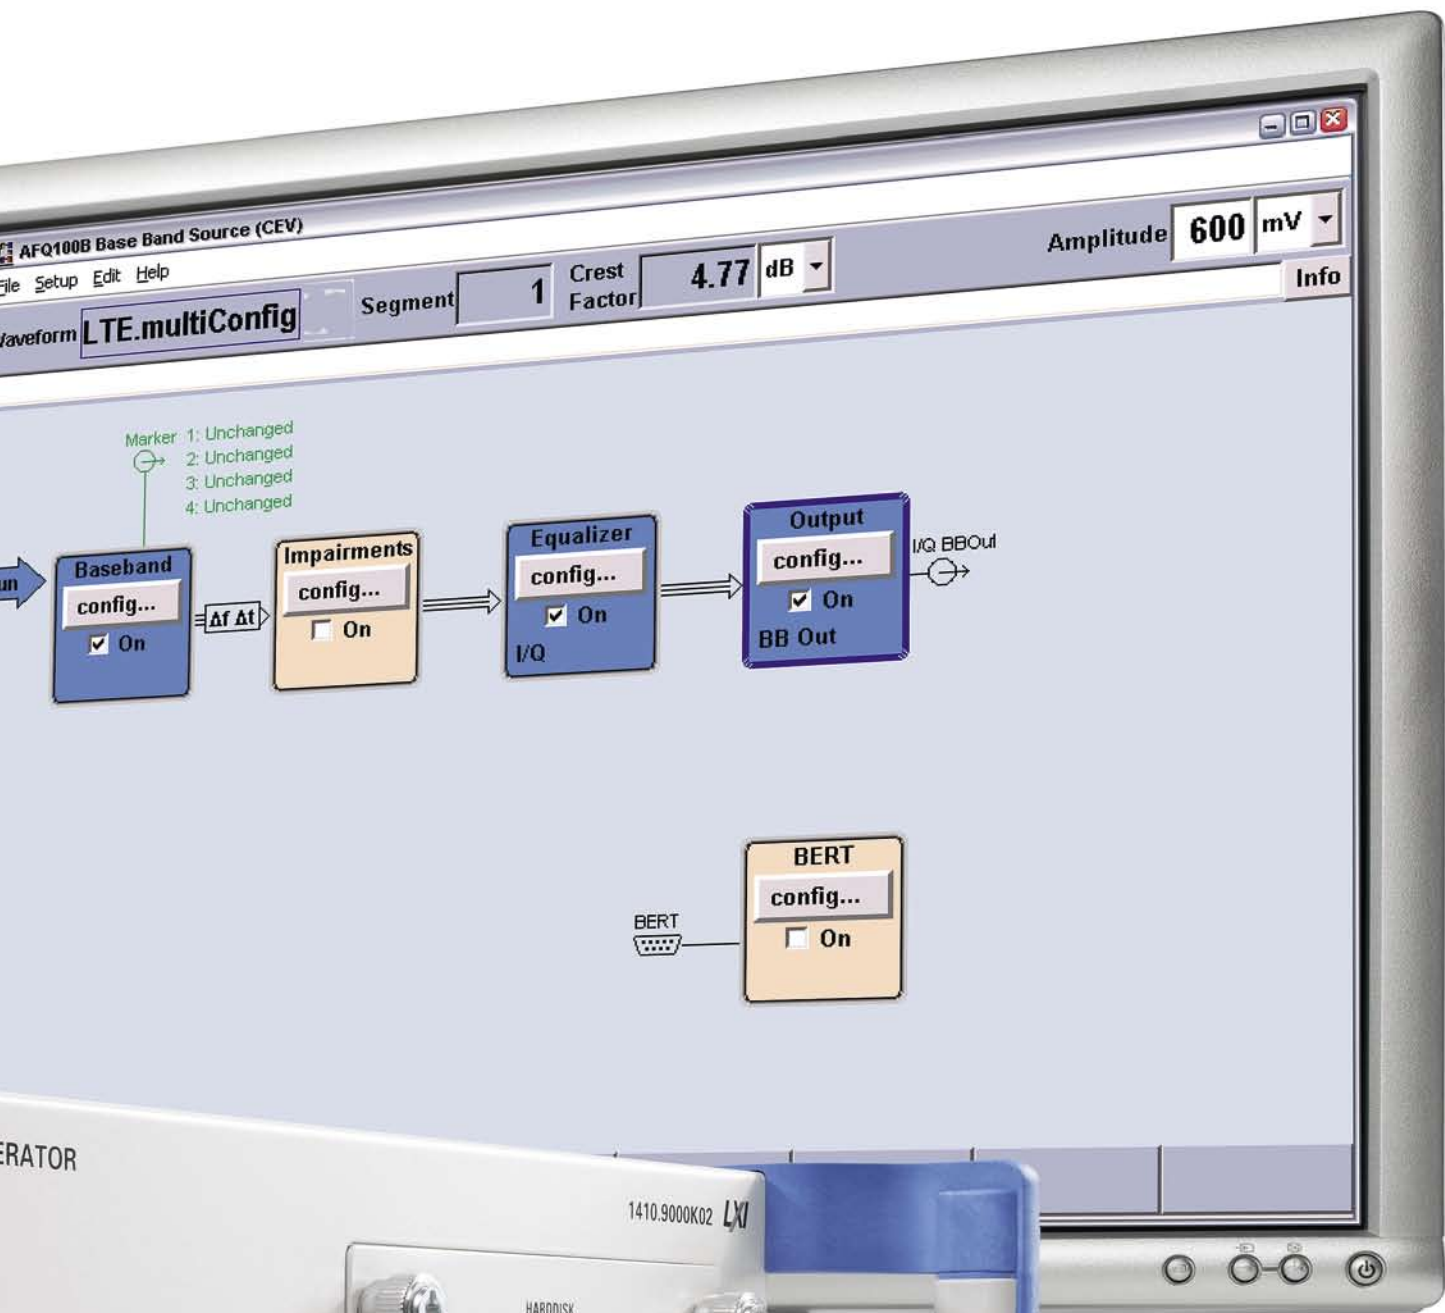 AFQ100B Base Band Source (CEV)
File Setup Edit Help
Waveform LTE.multiConfig Segment 1 Crest Factor 4.77 dB Amplitude 600 mV
Info
Marker 1: Unchanged
2: Unchanged
3: Unchanged
4: Unchanged
Baseband
config...
On
Δf Δt
Impairments
config...
On
Equalizer
config...
On
I/Q
Output
config...
On
BB Out
I/Q BBOut
BERT
BERT
config...
On
ERATOR
1410.9000K02 LXI
HARDDISK